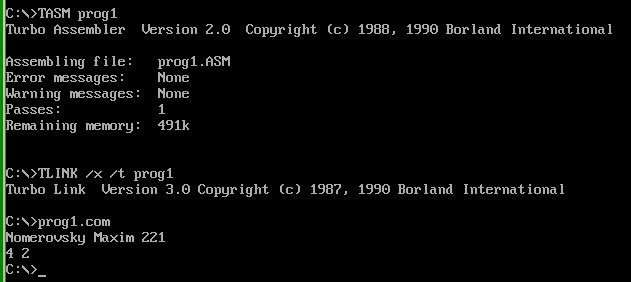 C:\>TASM prog1
Turbo Assembler  Version 2.0  Copyright (c) 1988, 1990 Borland International
Assembling file:   prog1.ASM
Error messages:    None
Warning messages:  None
Passes:            1
Remaining memory:  491k
C:\>TLINK /x /t prog1
Turbo Link  Version 3.0 Copyright (c) 1987, 1990 Borland International
C:\>prog1.com
Nomerovsky Maxim 221
4 2
C:\>_